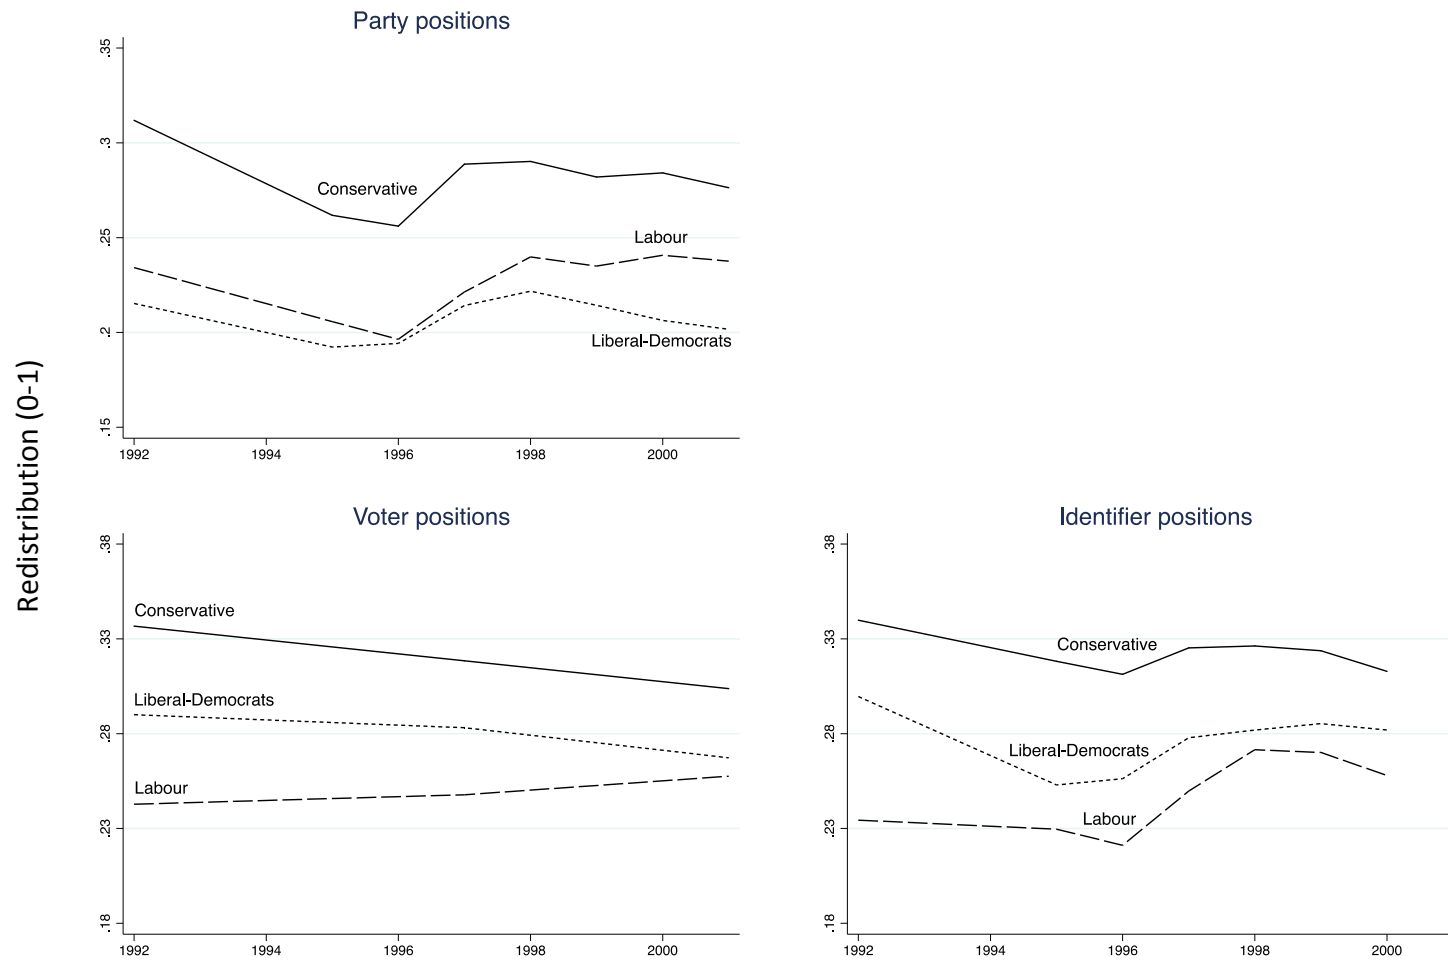 Redistribution (0-1)
Party positions
.35
.3
.25
.2
.15
Conservative
Labour
Liberal-Democrats
1992 1994 1996 1998 2000
Voter positions
.38
.33
.28
.23
.18
Conservative
Liberal-Democrats
Labour
1992 1994 1996 1998 2000
Identifier positions
.38
.33
.28
.23
.18
Conservative
Liberal-Democrats
Labour
1992 1994 1996 1998 2000